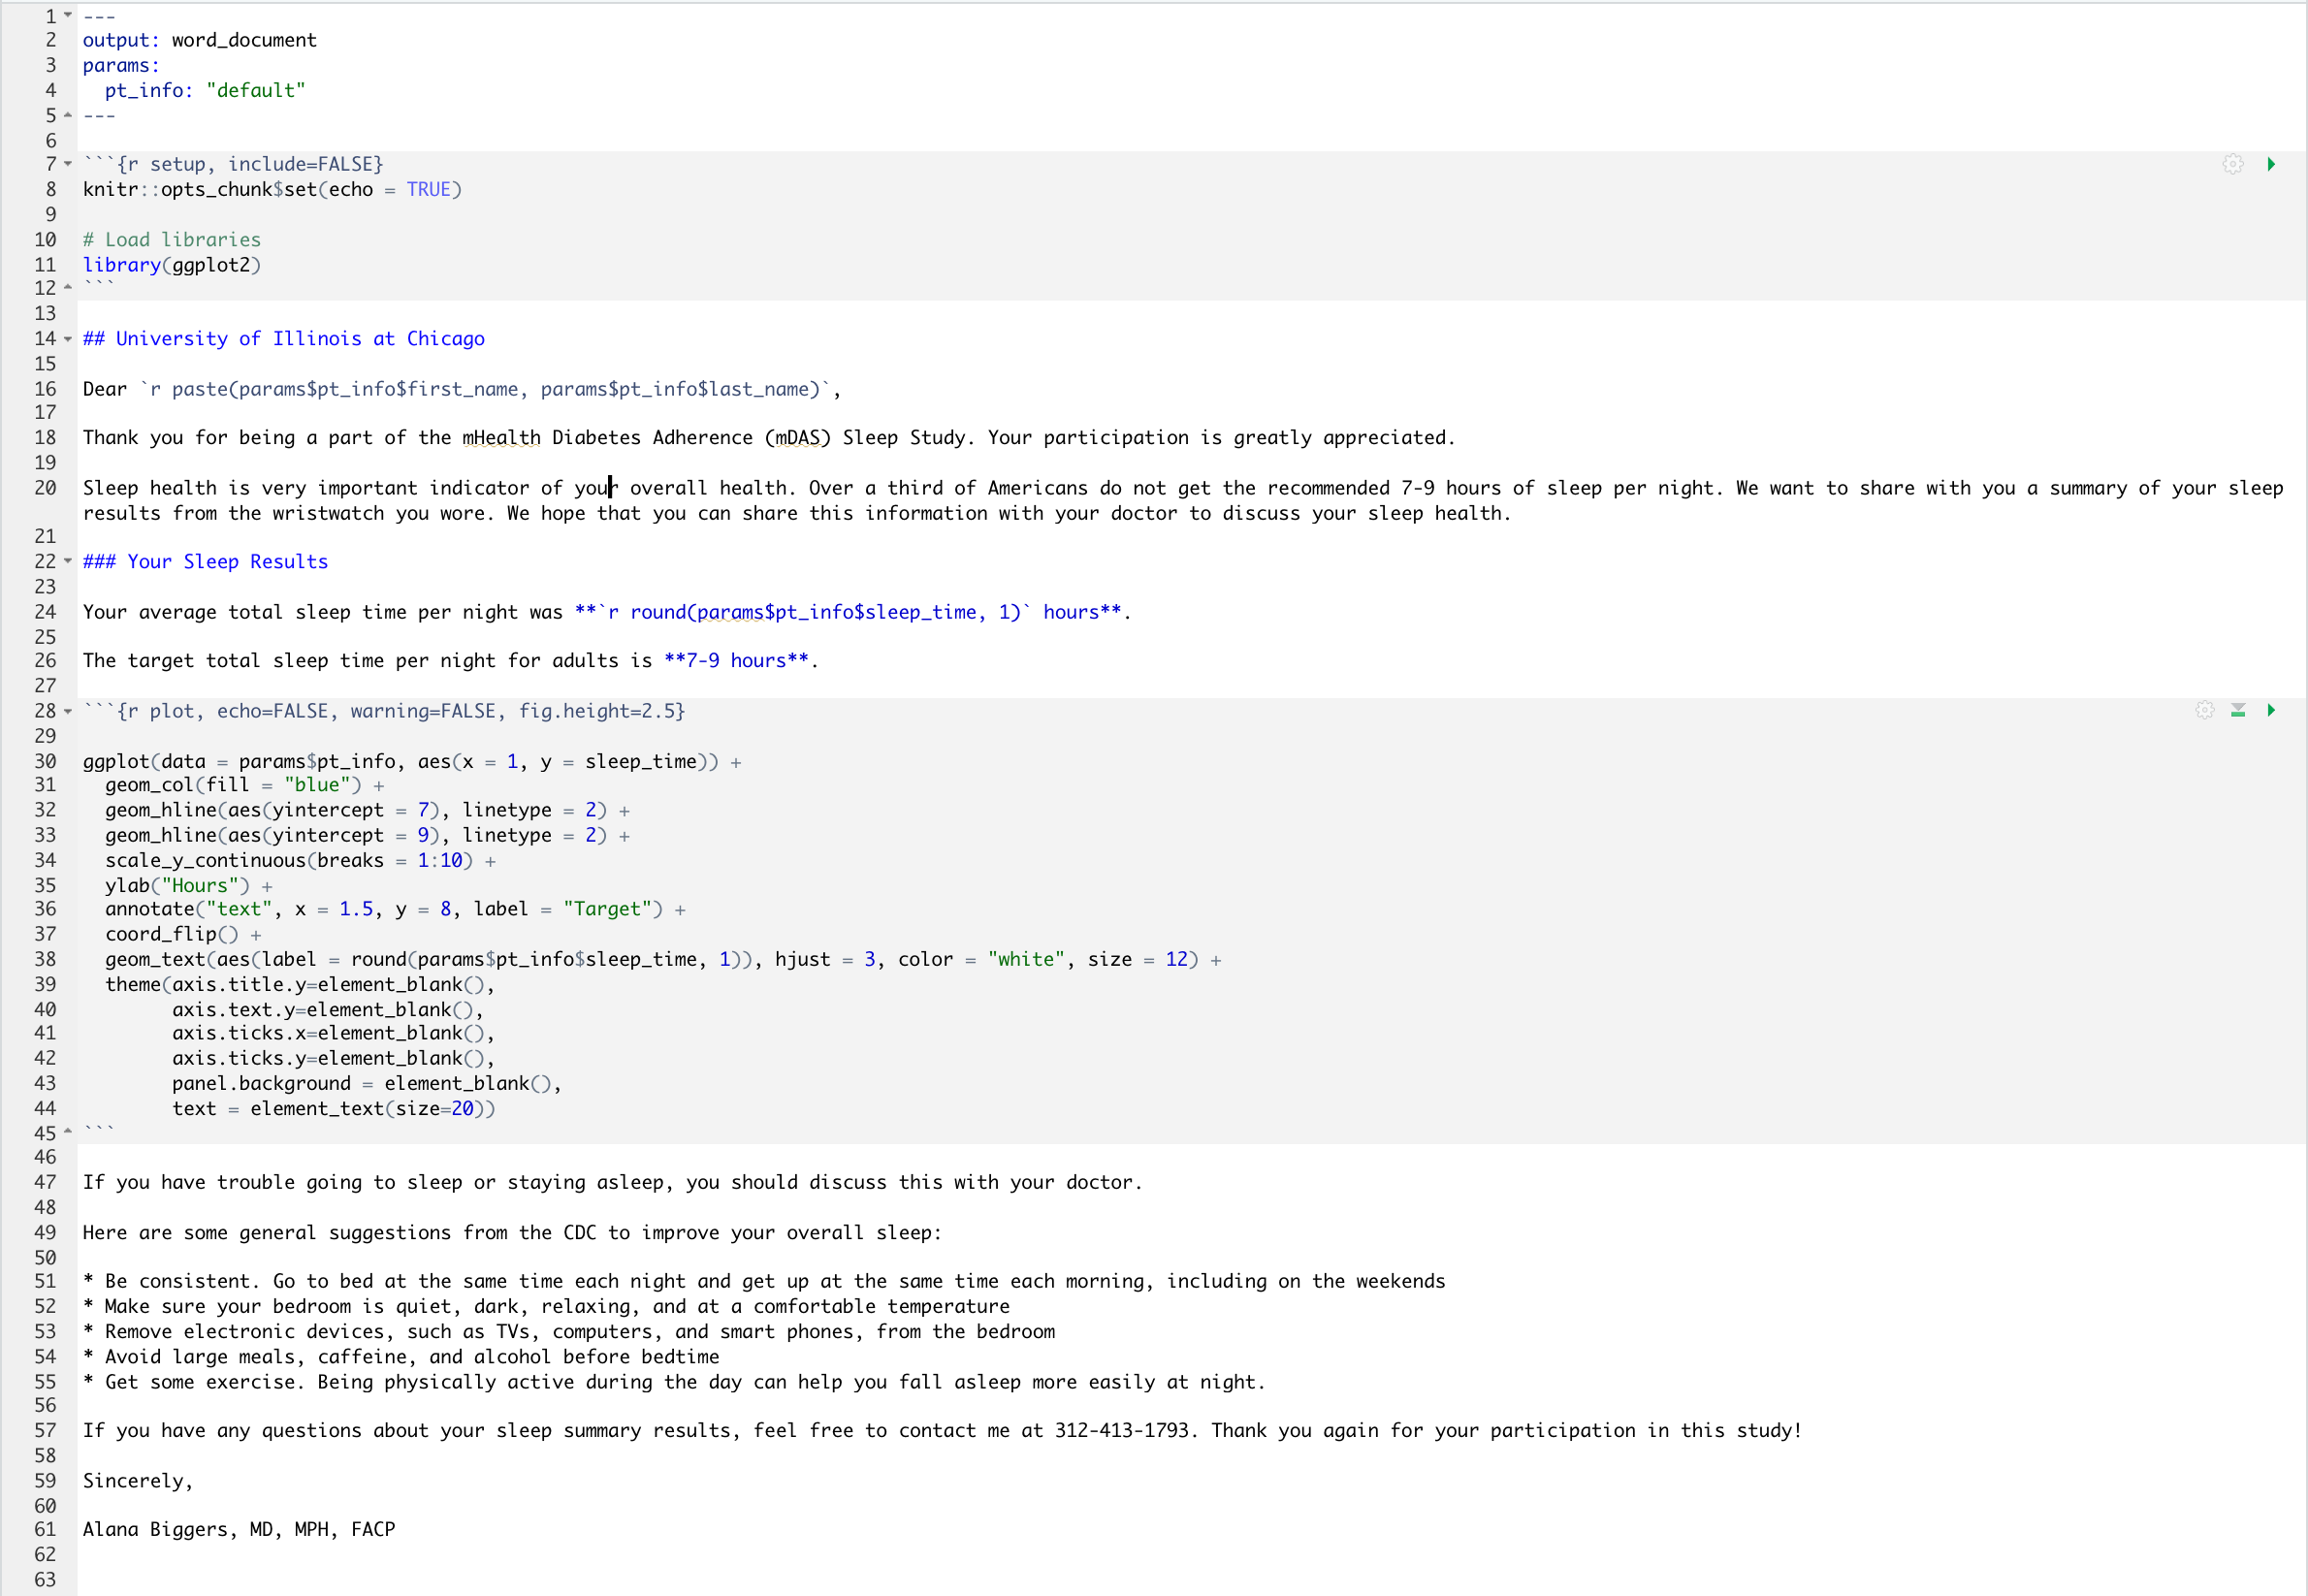 1 ---
2 output: word_document
3 params:
4   pt_info: "default"
5 ---
6
7 ```{r setup, include=FALSE}
8 knitr::opts_chunk$set(echo = TRUE)
9
10 # Load libraries
11 library(ggplot2)
12 ```
13
14 ## University of Illinois at Chicago
15
16 Dear `r paste(params$pt_info$first_name, params$pt_info$last_name)`,
17
18 Thank you for being a part of the mHealth Diabetes Adherence (mDAS) Sleep Study. Your participation is greatly appreciated.
19
20 Sleep health is very important indicator of your overall health. Over a third of Americans do not get the recommended 7-9 hours of sleep per night. We want to share with you a summary of your sleep
results from the wristwatch you wore. We hope that you can share this information with your doctor to discuss your sleep health.
21
22 ### Your Sleep Results
23
24 Your average total sleep time per night was **`r round(params$pt_info$sleep_time, 1)` hours**.
25
26 The target total sleep time per night for adults is **7-9 hours**.
27
28 ```{r plot, echo=FALSE, warning=FALSE, fig.height=2.5}
29
30 ggplot(data = params$pt_info, aes(x = 1, y = sleep_time)) +
31   geom_col(fill = "blue") +
32   geom_hline(aes(yintercept = 7), linetype = 2) +
33   geom_hline(aes(yintercept = 9), linetype = 2) +
34   scale_y_continuous(breaks = 1:10) +
35   ylab("Hours") +
36   annotate("text", x = 1.5, y = 8, label = "Target") +
37   coord_flip() +
38   geom_text(aes(label = round(params$pt_info$sleep_time, 1)), hjust = 3, color = "white", size = 12) +
39   theme(axis.title.y=element_blank(),
40         axis.text.y=element_blank(),
41         axis.ticks.x=element_blank(),
42         axis.ticks.y=element_blank(),
43         panel.background = element_blank(),
44         text = element_text(size=20))
45 ```
46
47 If you have trouble going to sleep or staying asleep, you should discuss this with your doctor.
48
49 Here are some general suggestions from the CDC to improve your overall sleep:
50
51 * Be consistent. Go to bed at the same time each night and get up at the same time each morning, including on the weekends
52 * Make sure your bedroom is quiet, dark, relaxing, and at a comfortable temperature
53 * Remove electronic devices, such as TVs, computers, and smart phones, from the bedroom
54 * Avoid large meals, caffeine, and alcohol before bedtime
55 * Get some exercise. Being physically active during the day can help you fall asleep more easily at night.
56
57 If you have any questions about your sleep summary results, feel free to contact me at 312-413-1793. Thank you again for your participation in this study!
58
59 Sincerely,
60
61 Alana Biggers, MD, MPH, FACP
62
63